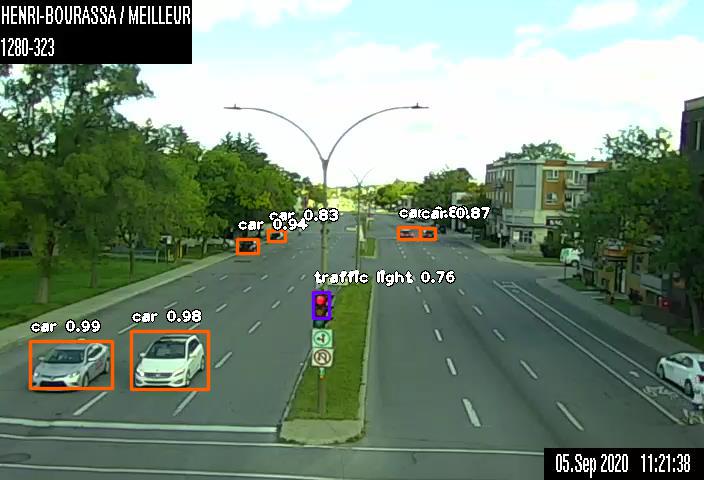 HENRI-BOURASSA / MEILLEUR
1280-323
car 0.83
car 0.94
car 0.87
traffic light 0.76
car 0.99
car 0.98
05.Sep 2020 11:21:38